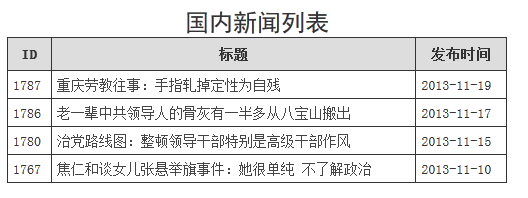 国内新闻列表
ID 标题 发布时间
1787 重庆劳教往事：手指轧掉定性为自残 2013-11-19
1786 老一辈中共领导人的骨灰有一半多从八宝山搬出 2013-11-17
1780 治党路线图：整顿领导干部特别是高级干部作风 2013-11-15
1767 焦仁和谈女儿张悬举旗事件：她很单纯 不了解政治 2013-11-10